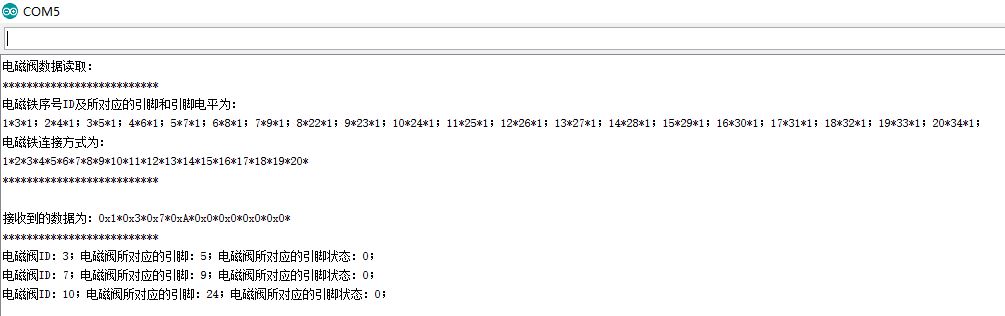 COM5
电磁阀数据读取:
**************************
电磁铁序号ID及所对应的引脚和引脚电平为:
1*3*1; 2*4*1; 3*5*1; 4*6*1; 5*7*1; 6*8*1; 7*9*1; 8*22*1; 9*23*1; 10*24*1; 11*25*1; 12*26*1; 13*27*1; 14*28*1; 15*29*1; 16*30*1; 17*31*1; 18*32*1; 19*33*1; 20*34*1;
电磁铁连接方式为:
1*2*3*4*5*6*7*8*9*10*11*12*13*14*15*16*17*18*19*20*
**************************
接收到的数据为: 0x1*0x3*0x7*0xA*0x0*0x0*0x0*0x0*
**************************
电磁阀ID: 3; 电磁阀所对应的引脚: 5; 电磁阀所对应的引脚状态: 0;
电磁阀ID: 7; 电磁阀所对应的引脚: 9; 电磁阀所对应的引脚状态: 0;
电磁阀ID: 10; 电磁阀所对应的引脚: 24; 电磁阀所对应的引脚状态: 0;